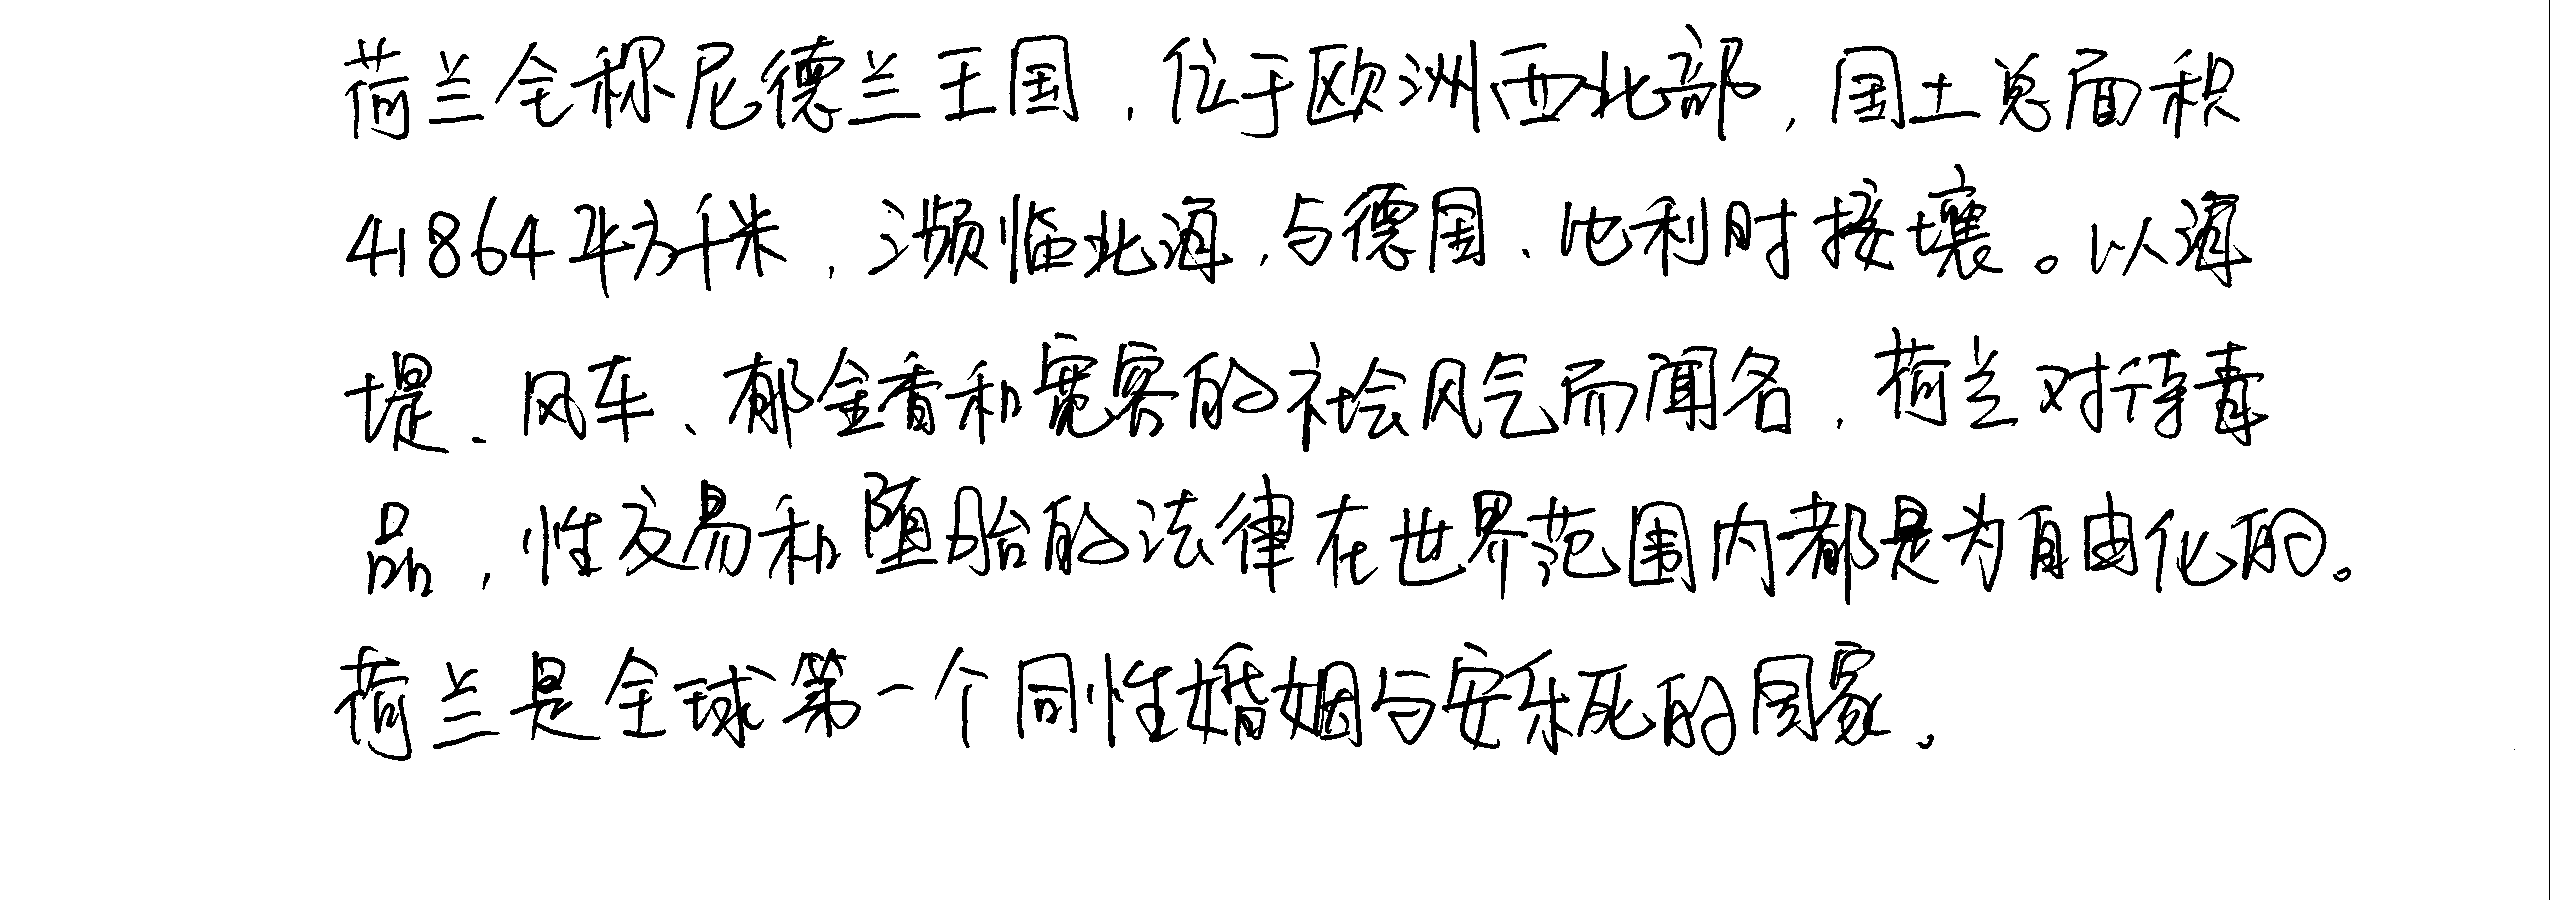 荷兰全称尼德兰王国,位于欧洲西北部,国土总面积
41864平方千米,濒临北海,与德国、比利时接壤。以海
堤、风车、郁金香和宽容的社会风气而闻名,荷兰对待毒
品,性交易和堕胎的法律在世界范围内都是为自由化的。
荷兰是全球第一个同性婚姻与安乐死的国家.